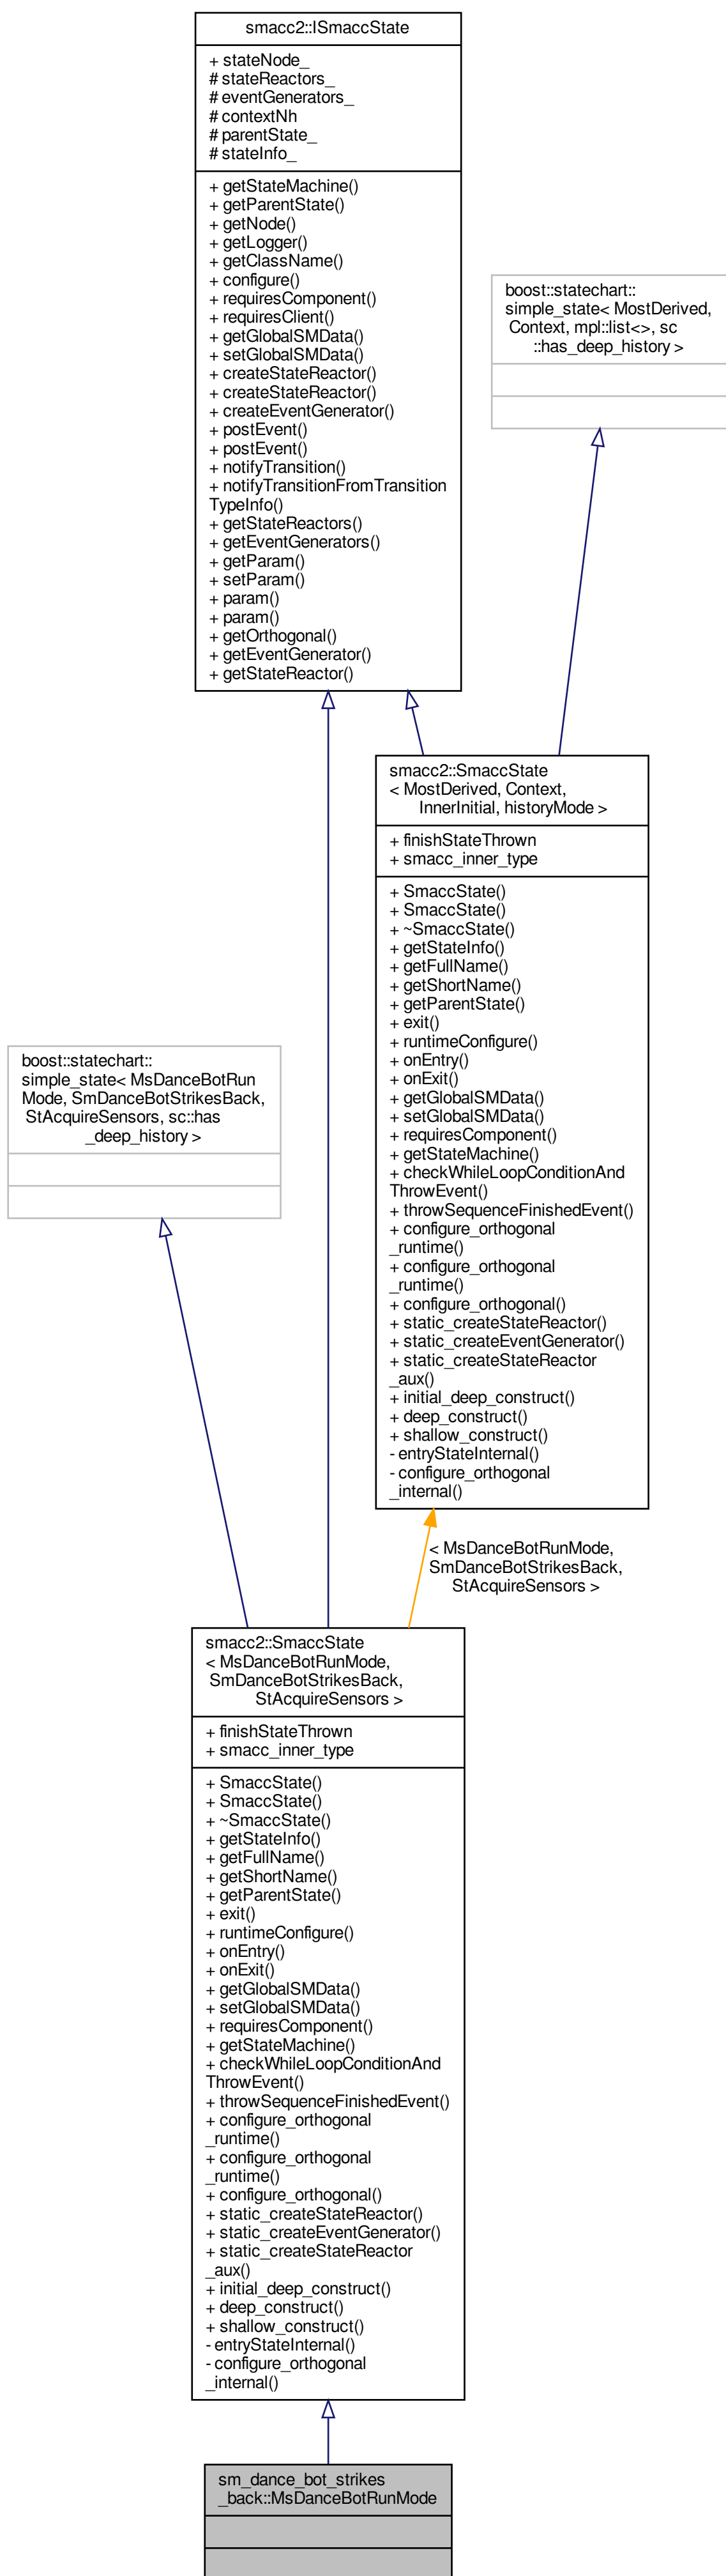 smacc2::ISmaccState
+ stateNode_
# stateReactors_
# eventGenerators_
# contextNh
# parentState_
# stateInfo_
+ getStateMachine()
+ getParentState()
+ getNode()
+ getLogger()
+ getClassName()
+ configure()
+ requiresComponent()
+ requiresClient()
+ getGlobalSMData()
+ setGlobalSMData()
+ createStateReactor()
+ createStateReactor()
+ createEventGenerator()
+ postEvent()
+ postEvent()
+ notifyTransition()
+ notifyTransitionFromTransition
TypeInfo()
+ getStateReactors()
+ getEventGenerators()
+ getParam()
+ setParam()
+ param()
+ param()
+ getOrthogonal()
+ getEventGenerator()
+ getStateReactor()
boost::statechart::
simple_state< MostDerived,
Context, mpl::list<>, sc
::has_deep_history >
smacc2::SmaccState
< MostDerived, Context,
InnerInitial, historyMode >
+ finishStateThrown
+ smacc_inner_type
+ SmaccState()
+ SmaccState()
+ ~SmaccState()
+ getStateInfo()
+ getFullName()
+ getShortName()
+ getParentState()
+ exit()
+ runtimeConfigure()
+ onEntry()
+ onExit()
+ getGlobalSMData()
+ setGlobalSMData()
+ requiresComponent()
+ getStateMachine()
+ checkWhileLoopConditionAnd
ThrowEvent()
+ throwSequenceFinishedEvent()
+ configure_orthogonal
_runtime()
+ configure_orthogonal
_runtime()
+ configure_orthogonal()
+ static_createStateReactor()
+ static_createEventGenerator()
+ static_createStateReactor
_aux()
+ initial_deep_construct()
+ deep_construct()
+ shallow_construct()
- entryStateInternal()
- configure_orthogonal
_internal()
boost::statechart::
simple_state< MsDanceBotRun
Mode, SmDanceBotStrikesBack,
StAcquireSensors, sc::has
_deep_history >
< MsDanceBotRunMode,
SmDanceBotStrikesBack,
StAcquireSensors >
smacc2::SmaccState
< MsDanceBotRunMode,
SmDanceBotStrikesBack,
StAcquireSensors >
+ finishStateThrown
+ smacc_inner_type
+ SmaccState()
+ SmaccState()
+ ~SmaccState()
+ getStateInfo()
+ getFullName()
+ getShortName()
+ getParentState()
+ exit()
+ runtimeConfigure()
+ onEntry()
+ onExit()
+ getGlobalSMData()
+ setGlobalSMData()
+ requiresComponent()
+ getStateMachine()
+ checkWhileLoopConditionAnd
ThrowEvent()
+ throwSequenceFinishedEvent()
+ configure_orthogonal
_runtime()
+ configure_orthogonal
_runtime()
+ configure_orthogonal()
+ static_createStateReactor()
+ static_createEventGenerator()
+ static_createStateReactor
_aux()
+ initial_deep_construct()
+ deep_construct()
+ shallow_construct()
- entryStateInternal()
- configure_orthogonal
_internal()
sm_dance_bot_strikes
_back::MsDanceBotRunMode